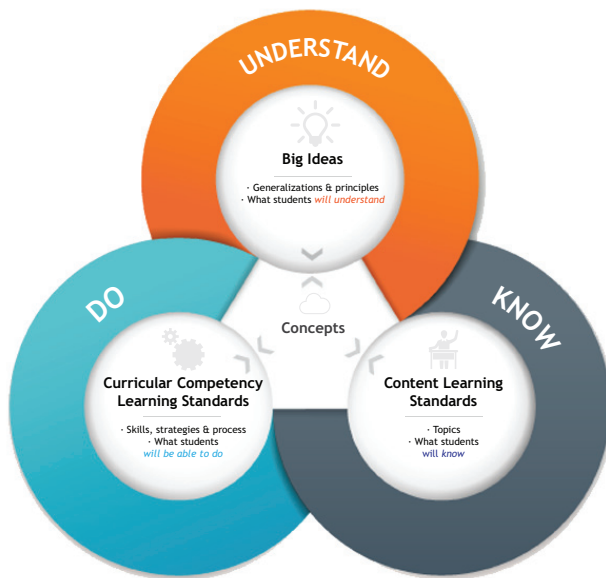 UNDERSTAND
Big Ideas
· Generalizations & principles
· What students will understand
DO
KNOW
Concepts
Curricular Competency
Learning Standards
· Skills, strategies & process
· What students
will be able to do
Content Learning
Standards
· Topics
· What students
will know